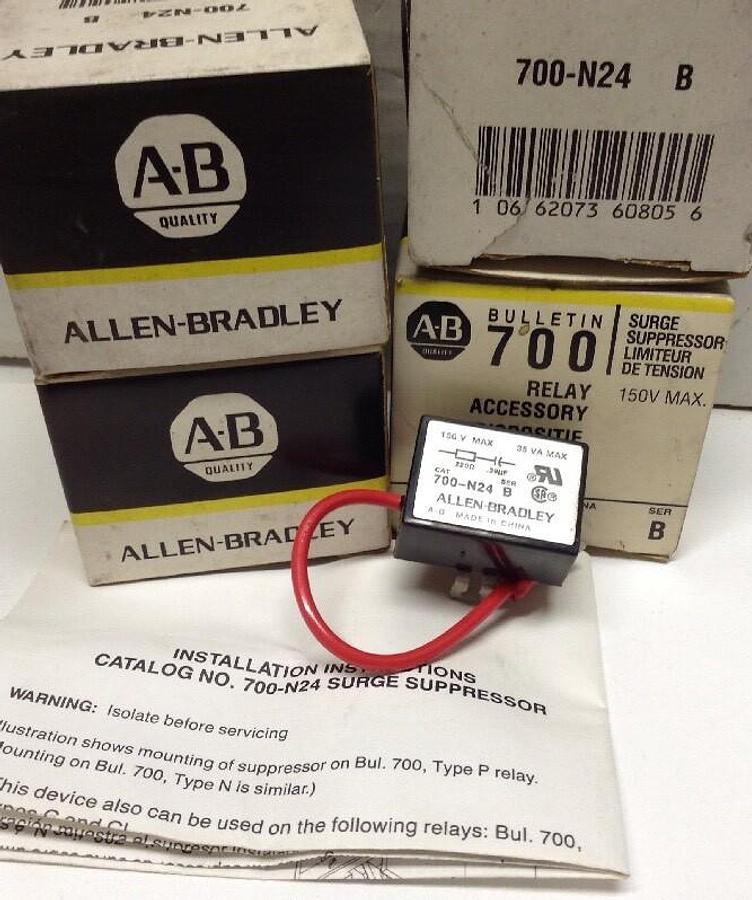 700-N24 B
ALLEN-BRADLEY
A-B
QUALITY
ALLEN-BRADLEY
A-B
QUALITY
ALLEN-BRADLEY
700-N24 B
1 06 62073 60805 6
A-B
QUALITY
BULLETIN
700
SURGE
SUPPRESSOR
LIMITEUR
DE TENSION
150V MAX.
RELAY
ACCESSORY
DISPOSITIF
SER
B
150 V MAX 35 VA MAX
220Ω
CAT SER
700-N24 B
ALLEN-BRADLEY
MADE IN CHINA
INSTALLATION INSTRUCTIONS
CATALOG NO. 700-N24 SURGE SUPPRESSOR
WARNING: Isolate before servicing
llustration shows mounting of suppressor on Bul. 700, Type P relay.
Mounting on Bul. 700, Type N is similar.)
This device also can be used on the following relays: Bul. 700,